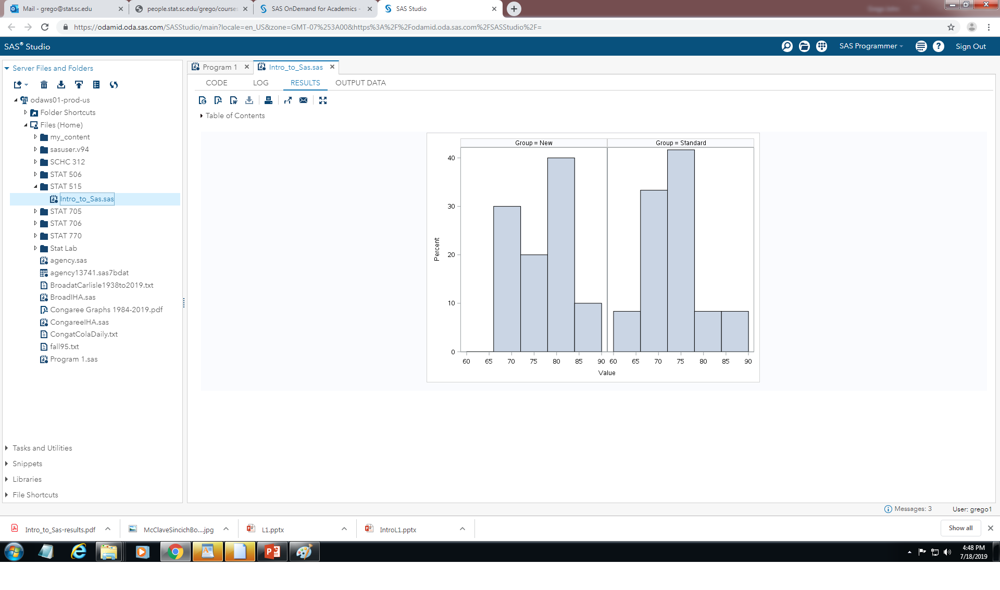 Mail - grego@stat.sc.edu
people.stat.sc.edu/grego/courses
SAS OnDemand for Academics -
SAS Studio
https://odamid.oda.sas.com/SASStudio/main?locale=en_US&zone=GMT-07%253A00&https%3A%2F%2Fodamid.oda.sas.com%2FSASStudio%2F=
SAS® Studio
SAS Programmer
Sign Out
Server Files and Folders
odaws01-prod-us
Folder Shortcuts
Files (Home)
my_content
sasuser.v94
SCHC 312
STAT 506
STAT 515
Intro_to_Sas.sas
STAT 705
STAT 706
STAT 770
Stat Lab
agency.sas
agency13741.sas7bdat
BroadatCarlisle1938to2019.txt
BroadIHA.sas
Congaree Graphs 1984-2019.pdf
CongareeIHA.sas
CongatColaDaily.txt
fall95.txt
Program 1.sas
Tasks and Utilities
Snippets
Libraries
File Shortcuts
Program 1
Intro_to_Sas.sas
CODE LOG RESULTS OUTPUT DATA
Table of Contents
Group = New
Group = Standard
40
30
20
10
0
Percent
60 65 70 75 80 85 90 60 65 70 75 80 85 90
Value
Messages: 3
User: grego1
Intro_to_Sas-results.pdf
McClaveSincichBo....jpg
L1.pptx
IntroL1.pptx
Show all
4:48 PM
7/18/2019